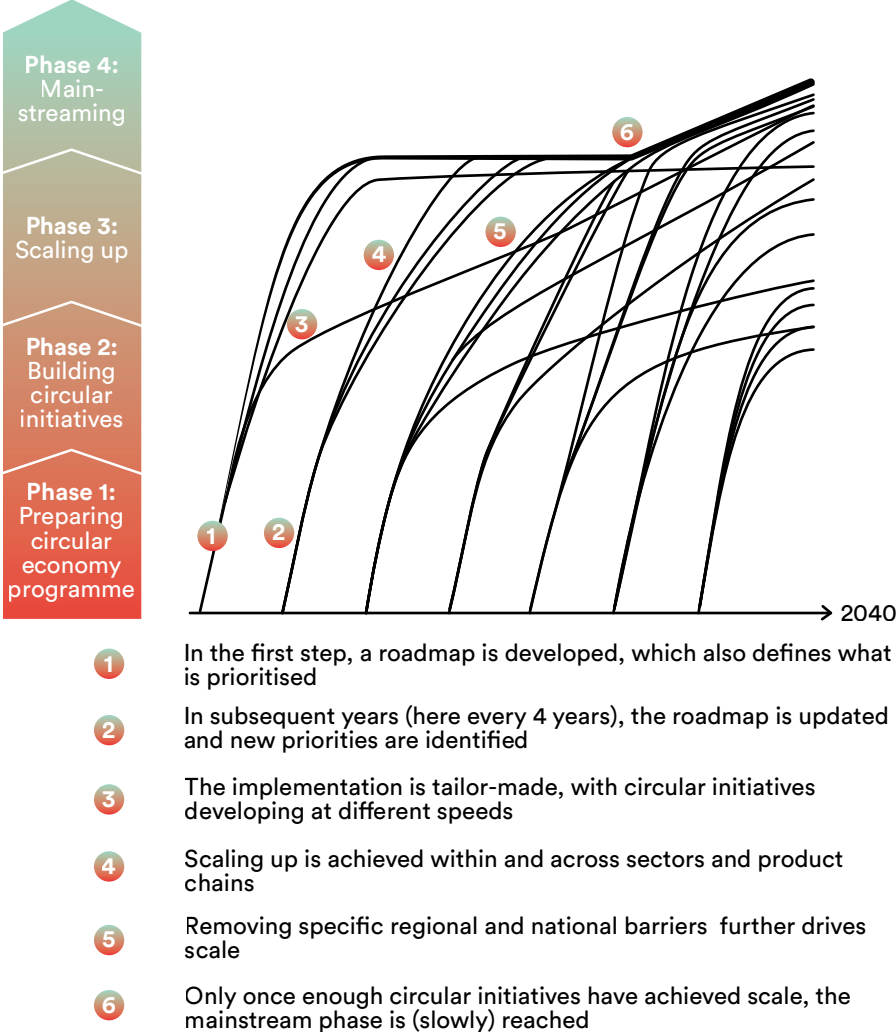 Phase 4:
Main-
streaming
Phase 3:
Scaling up
Phase 2:
Building
circular
initiatives
Phase 1:
Preparing
circular
economy
programme
6
5
4
3
1
2
2040
1
In the first step, a roadmap is developed, which also defines what
is prioritised
2
In subsequent years (here every 4 years), the roadmap is updated
and new priorities are identified
3
The implementation is tailor-made, with circular initiatives
developing at different speeds
4
Scaling up is achieved within and across sectors and product
chains
5
Removing specific regional and national barriers further drives
scale
6
Only once enough circular initiatives have achieved scale, the
mainstream phase is (slowly) reached